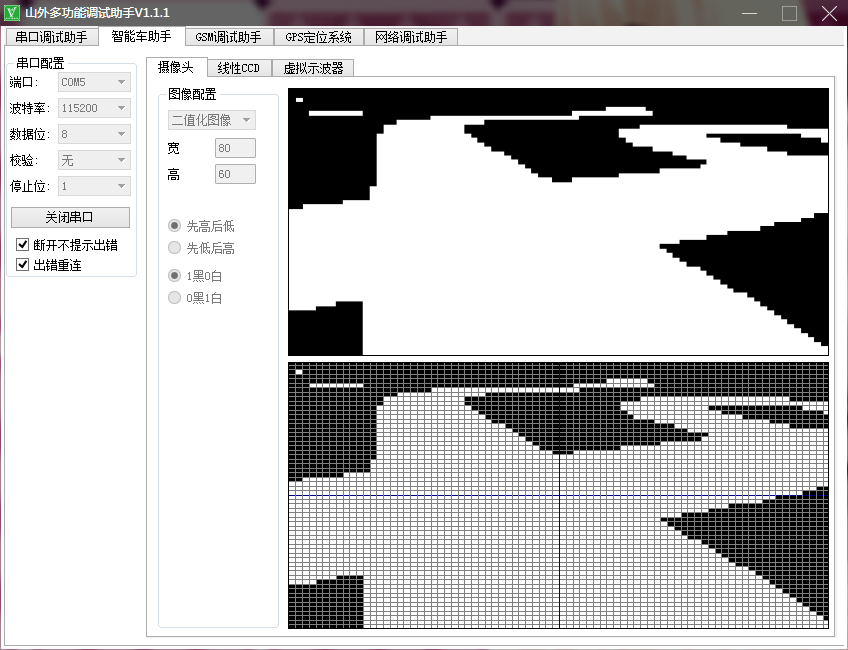 山外多功能调试助手V1.1.1
串口调试助手 智能车助手 GSM调试助手 GPS定位系统 网络调试助手
串口配置
端口: COM5
波特率: 115200
数据位: 8
校验: 无
停止位: 1
关闭串口
断开不提示出错
出错重连
摄像头 线性CCD 虚拟示波器
图像配置
二值化图像
宽 80
高 60
先高后低
先低后高
1黑0白
0黑1白